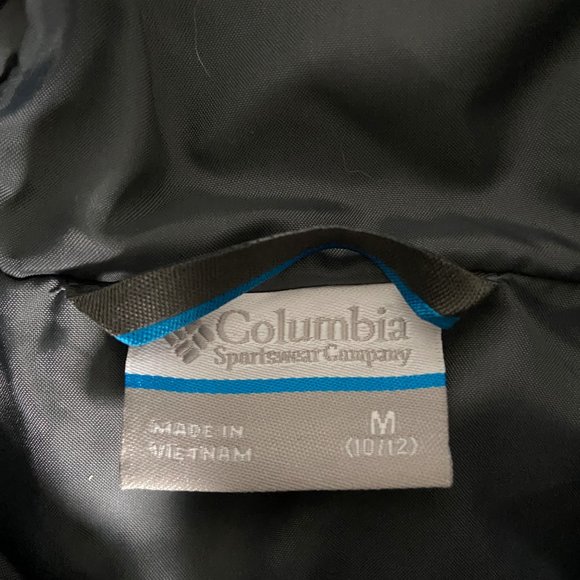 Columbia
Sportswear Company
MADE IN
VIETNAM
M
(10/12)